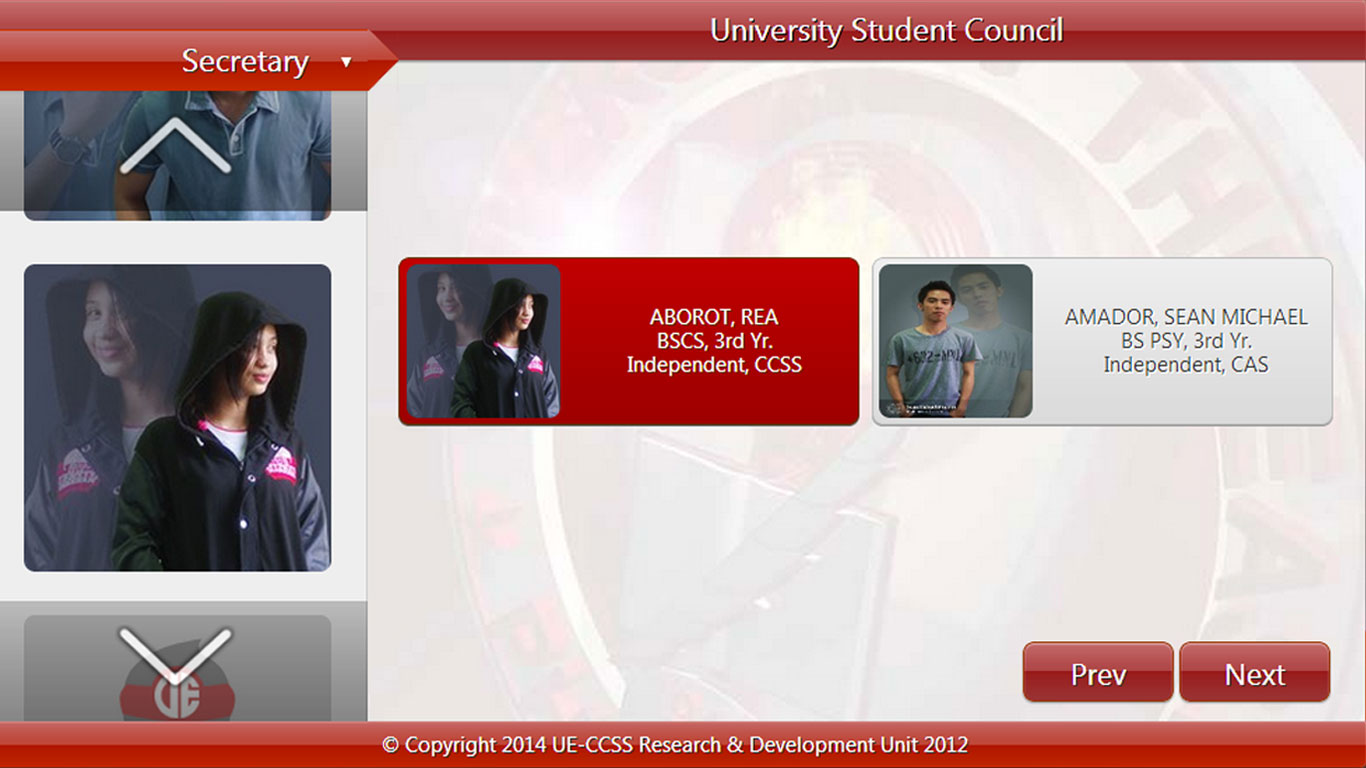 University Student Council
Secretary ▼
ABOROT, REA
BSCS, 3rd Yr.
Independent, CCSS
AMADOR, SEAN MICHAEL
BS PSY, 3rd Yr.
Independent, CAS
UE
Prev
Next
© Copyright 2014 UE-CCSS Research & Development Unit 2012